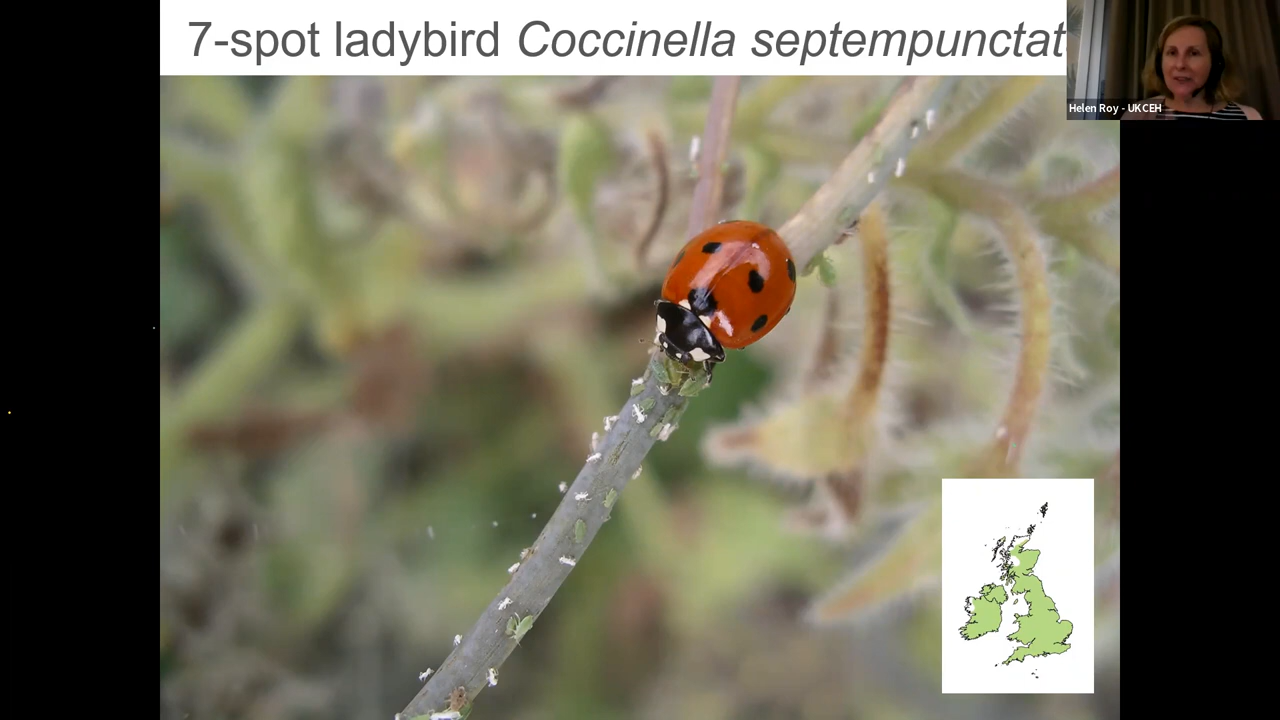 7-spot ladybird Coccinella septempunctat
Helen Roy - UKCEH